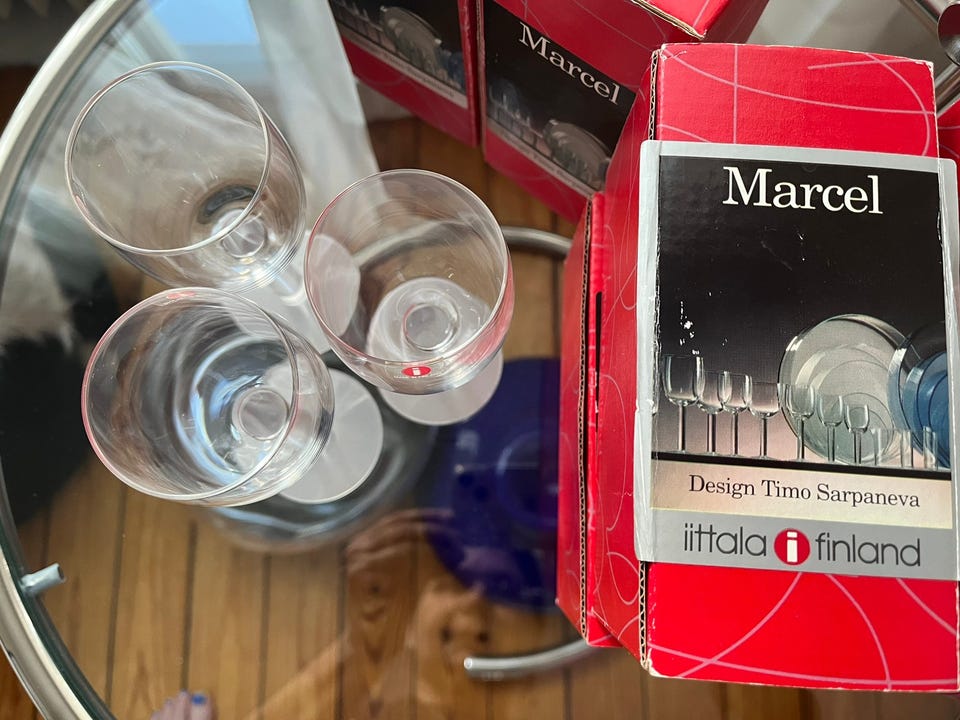 Marcel
Marcel
Design Timo Sarpaneva
iittala i finland
i